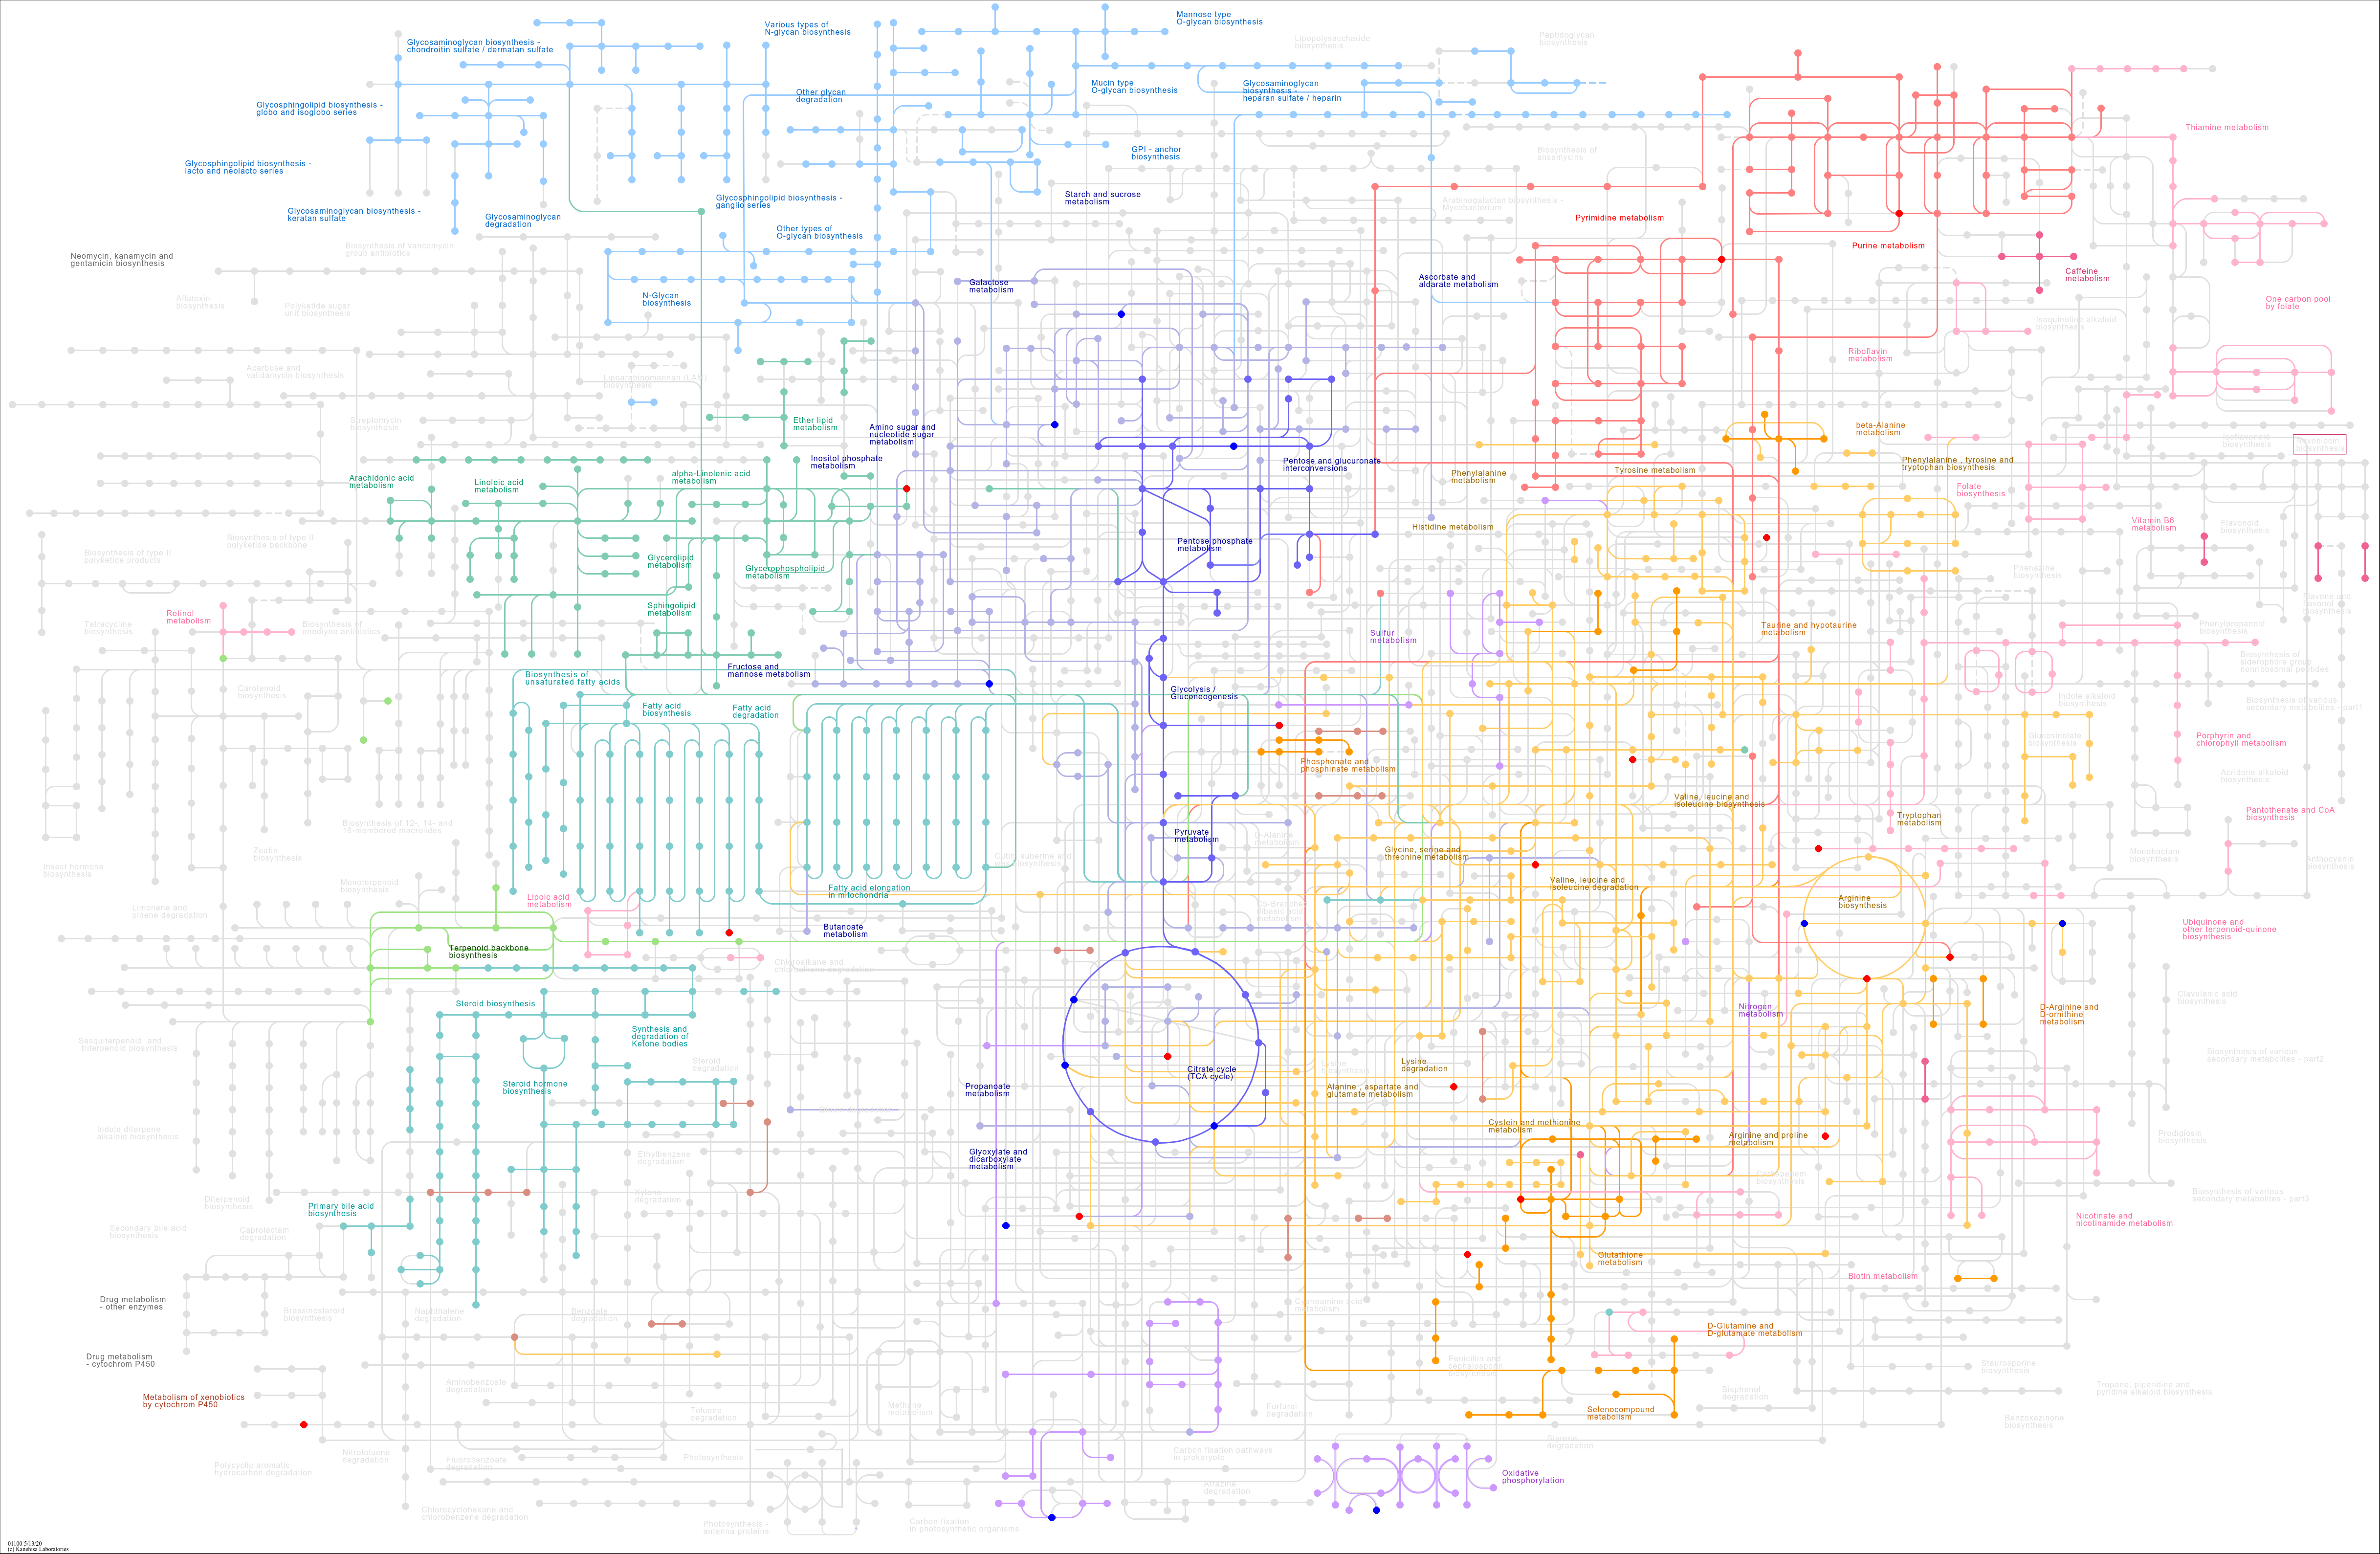 Various types of
N-glycan biosynthesis
Mannose type
O-glycan biosynthesis
Glycosaminoglycan biosynthesis -
chondroitin sulfate / dermatan sulfate
Lipopolysaccharide
biosynthesis
Peptidoglycan
biosynthesis
Mucin type
O-glycan biosynthesis
Glycosaminoglycan
biosynthesis -
heparan sulfate / heparin
Other glycan
degradation
Glycosphingolipid biosynthesis -
globo and isoglobo series
Thiamine metabolism
GPI - anchor
biosynthesis
Biosynthesis of
ansamycins
Glycosphingolipid biosynthesis -
lacto and neolacto series
Starch and sucrose
metabolism
Glycosphingolipid biosynthesis -
ganglio series
Arabinogalactan biosynthesis -
Mycobacterium
Glycosaminoglycan biosynthesis -
keratan sulfate
Glycosaminoglycan
degradation
Pyrimidine metabolism
Other types of
O-glycan biosynthesis
Purine metabolism
Biosynthesis of vancomycin
group antibiotics
Neomycin, kanamycin and
gentamicin biosynthesis
Caffeine
metabolism
Galactose
metabolism
Ascorbate and
aldarate metabolism
Aflatoxin
biosynthesis
Polyketide sugar
unit biosynthesis
N-Glycan
biosynthesis
One carbon pool
by folate
Isoquinoline alkaloid
biosynthesis
Riboflavin
metabolism
Acarbose and
validamycin biosynthesis
Lipoarabinomannan (LAM)
biosynthesis
Streptomycin
biosynthesis
Ether lipid
metabolism
Amino sugar and
nucleotide sugar
metabolism
beta-Alanine
metabolism
Isoflavonoid
biosynthesis
Novobiocin
biosynthesis
Inositol phosphate
metabolism
Pentose and glucuronate
interconversions
Phenylalanine , tyrosine and
tryptophan biosynthesis
Arachidonic acid
metabolism
Linoleic acid
metabolism
alpha-Linolenic acid
metabolism
Phenylalanine
metabolism
Tyrosine metabolism
Folate
biosynthesis
Histidine metabolism
Vitamin B6
metabolism
Flavonoid
biosynthesis
Biosynthesis of type II
polyketide backbone
Biosynthesis of type II
polyketide products
Pentose phosphate
metabolism
Glycerolipid
metabolism
Glycerophospholipid
metabolism
Phenazine
biosynthesis
Flavone and
flavonol
biosynthesis
Sphingolipid
metabolism
Retinol
metabolism
Tetracycline
biosynthesis
Biosynthesis of
enediyne antibiotics
Sulfur
metabolism
Taurine and hypotaurine
metabolism
Phenylpropanoid
biosynthesis
Biosynthesis of
siderophore group
nonribosomal peptides
Fructose and
mannose metabolism
Biosynthesis of
unsaturated fatty acids
Carotenoid
biosynthesis
Glycolysis /
Gluconeogenesis
Indole alkaloid
biosynthesis
Biosynthesis of various
secondary metabolites - part1
Fatty acid
biosynthesis
Fatty acid
degradation
Glucosinolate
biosynthesis
Porphyrin and
chlorophyll metabolism
Phosphonate and
phosphinate metabolism
Acridone alkaloid
biosynthesis
Valine, leucine and
isoleucine biosynthesis
Tryptophan
metabolism
Pantothenate and CoA
biosynthesis
Biosynthesis of 12-, 14- and
16-membered macrolides
Pyruvate
metabolism
D-Alanine
metabolism
Zeatin
biosynthesis
Glycine, serine and
threonine metabolism
Monobactam
biosynthesis
Anthocyanin
biosynthesis
Insect hormone
biosynthesis
Monoterpenoid
biosynthesis
Fatty acid elongation
in mitochondria
Valine, leucine and
isoleucine degradation
Arginine
biosynthesis
Lipoic acid
metabolism
Limonene and
pinene degradation
C5-Branched
dibasic acid
metabolism
Butanoate
metabolism
Ubiquinone and
other terpenoid-quinone
biosynthesis
Terpenoid backbone
biosynthesis
Chloroalkane and
chloroalkene degradation
Steroid biosynthesis
Clavulanic acid
biosynthesis
Nitrogen
metabolism
D-Arginine and
D-ornithine
metabolism
Synthesis and
degradation of
Ketone bodies
Sesquiterpenoid and
triterpenoid biosynthesis
Steroid
degradation
Biosynthesis of various
secondary metabolites - part2
Lysine
degradation
Citrate cycle
(TCA cycle)
Steroid hormone
biosynthesis
Propanoate
metabolism
Alanine , aspartate and
glutamate metabolism
Indole diterpene
alkaloid biosynthesis
Cystein and methionine
metabolism
Arginine and proline
metabolism
Prodigiosin
biosynthesis
Ethylbenzene
degradation
Glyoxylate and
dicarboxylate
metabolism
Carbapenem
biosynthesis
Xylene
degradation
Diterpenoid
biosynthesis
Biosynthesis of various
secondary metabolites - part3
Primary bile acid
biosynthesis
Nicotinate and
nicotinamide metabolism
Secondary bile acid
biosynthesis
Caprolactam
degradation
Glutathione
metabolism
Biotin metabolism
Drug metabolism
- other enzymes
Brassinosteroid
biosynthesis
Naphthalene
degradation
Benzoate
degradation
D-Glutamine and
D-glutamate metabolism
Drug metabolism
- cytochrom P450
Penicillin and
cephalosporin
biosynthesis
Staurosporine
biosynthesis
Aminobenzoate
degradation
Metabolism of xenobiotics
by cytochrom P450
Bisphenol
degradation
Tropane, piperidine and
pyridine alkaloid biosynthesis
Toluene
degradation
Methane
metabolism
Furfural
degradation
Selenocompound
metabolism
Benzoxazinone
biosynthesis
Nitrotoluene
degradation
Styrene
degradation
Polycyclic aromatic
hydrocarbon degradation
Fluorobenzoate
degradation
Photosynthesis
Carbon fixation pathways
in prokaryote
Oxidative
phosphorylation
Atrazine
degradation
Chlorocyclohexane and
chlorobenzene degradation
Photosynthesis -
antenna proteins
Carbon fixation
in photosynthetic organisms
01100 5/13/20
(c) Kanehisa Laboratories